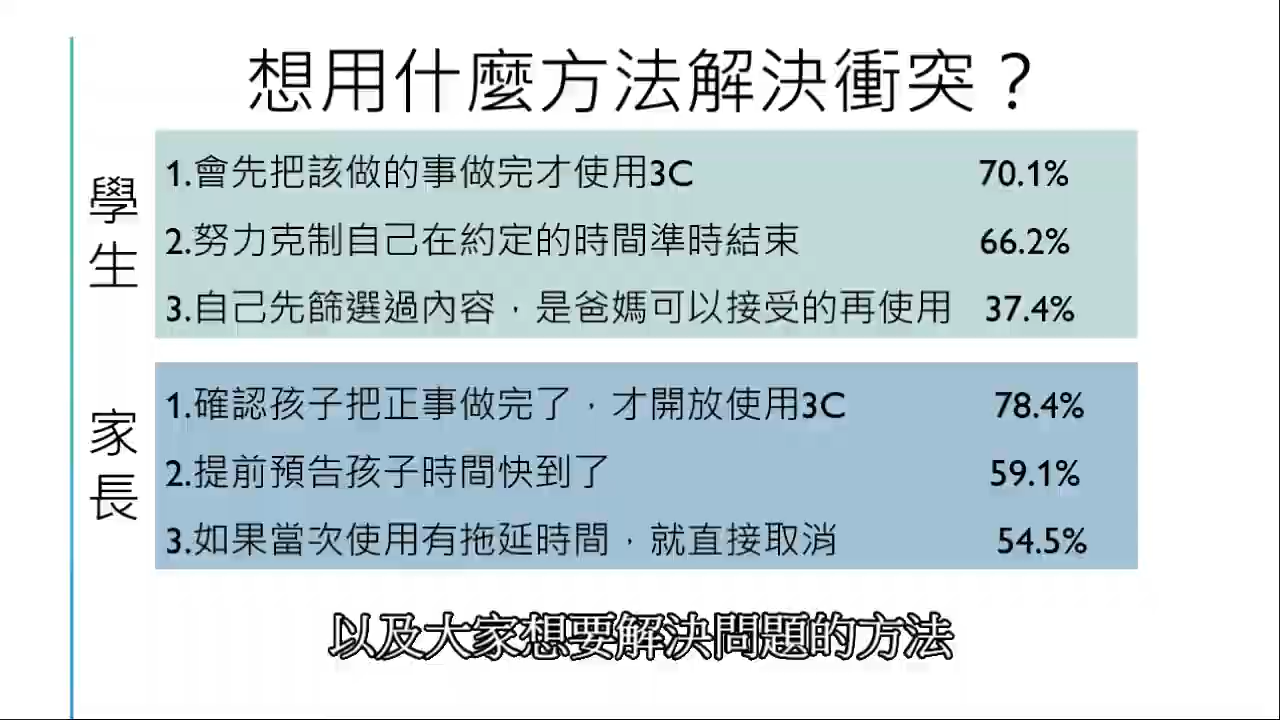 想用什麼方法解決衝突？
學生
1.會先把該做的事做完才使用3C 70.1%
2.努力克制自己在約定的時間準時結束 66.2%
3.自己先篩選過內容，是爸媽可以接受的再使用 37.4%
家長
1.確認孩子把正事做完了，才開放使用3C 78.4%
2.提前預告孩子時間快到了 59.1%
3.如果當次使用有拖延時間，就直接取消 54.5%
以及大家想要解決問題的方法